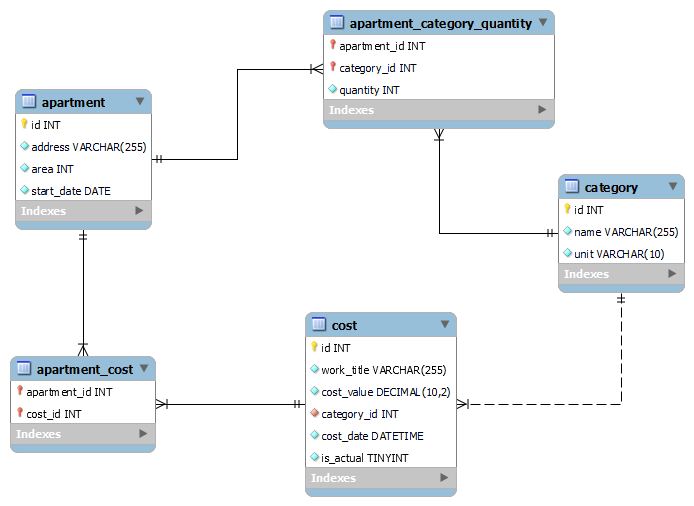 apartment_category_quantity
apartment_id INT
category_id INT
quantity INT
Indexes
apartment
id INT
address VARCHAR(255)
area INT
start_date DATE
Indexes
category
id INT
name VARCHAR(255)
unit VARCHAR(10)
Indexes
cost
id INT
work_title VARCHAR(255)
cost_value DECIMAL(10,2)
category_id INT
cost_date DATETIME
is_actual TINYINT
Indexes
apartment_cost
apartment_id INT
cost_id INT
Indexes